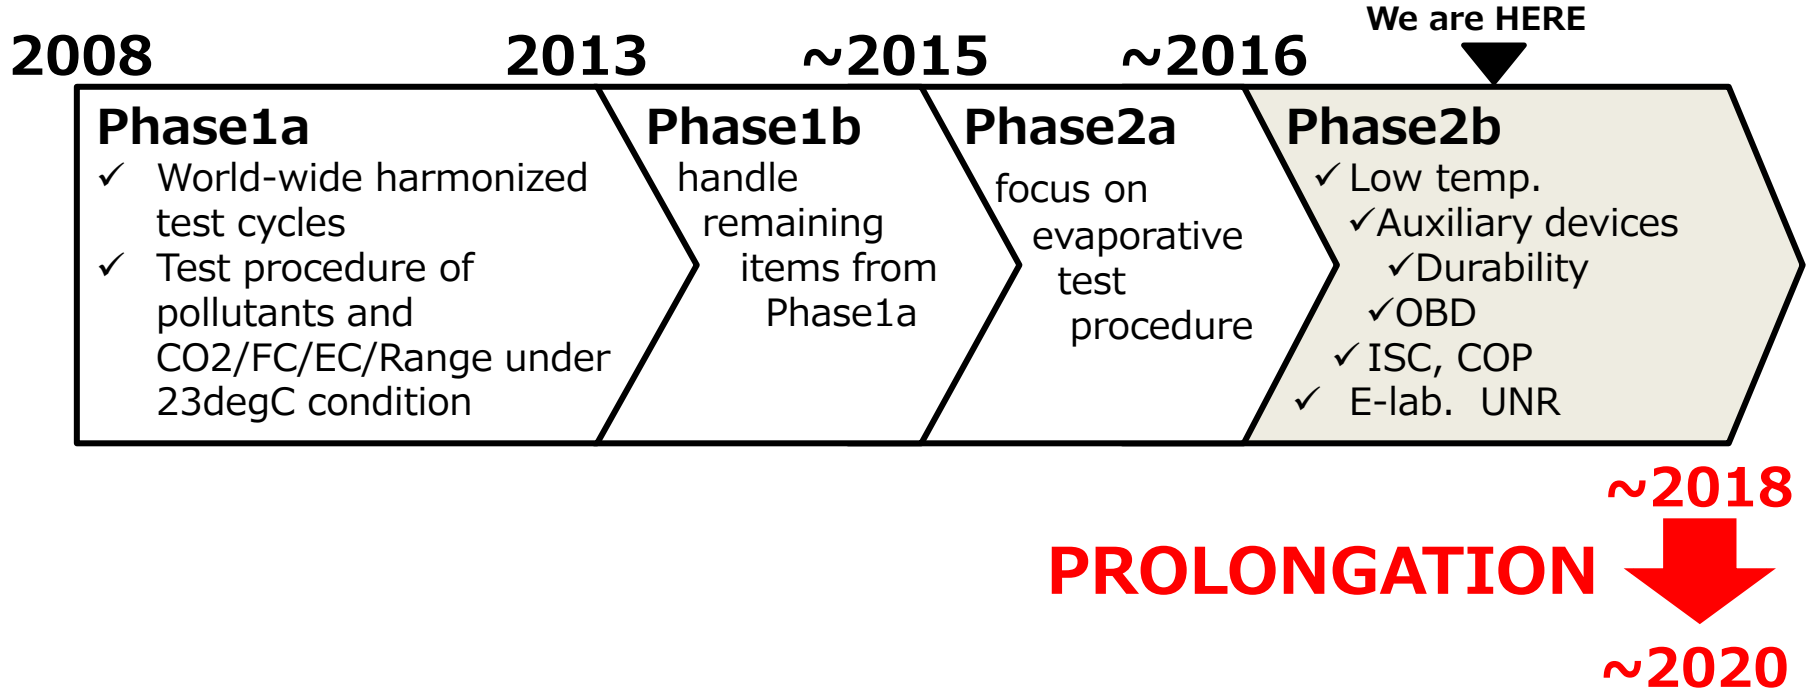 We are HERE
2008 2013 ~2015 ~2016
Phase1a
✓ World-wide harmonized
test cycles
✓ Test procedure of
pollutants and
CO2/FC/EC/Range under
23degC condition
Phase1b
handle
remaining
items from
Phase1a
Phase2a
focus on
evaporative
test
procedure
Phase2b
✓ Low temp.
✓ Auxiliary devices
✓ Durability
✓ OBD
✓ ISC, COP
✓ E-lab. UNR
~2018
PROLONGATION
~2020